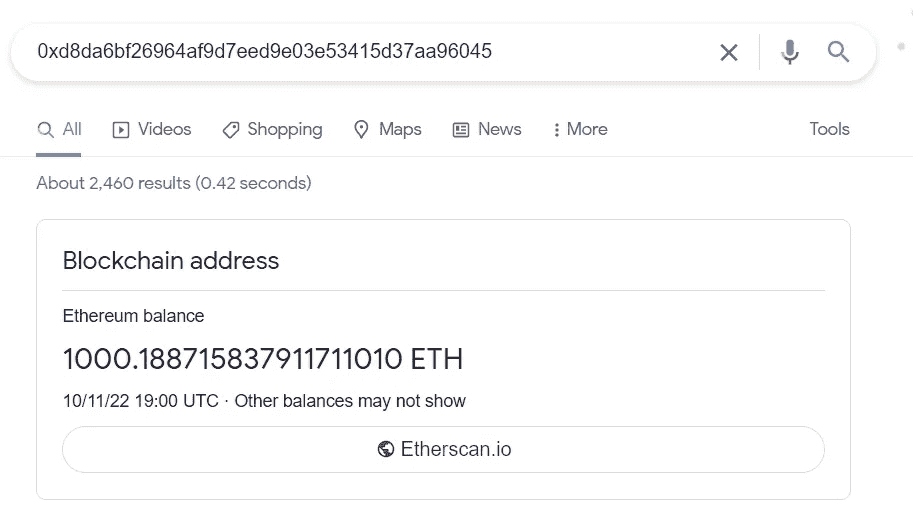 0xd8da6bf26964af9d7eed9e03e53415d37aa96045
All Videos Shopping Maps News More Tools
About 2,460 results (0.42 seconds)
Blockchain address
Ethereum balance
1000.188715837911711010 ETH
10/11/22 19:00 UTC · Other balances may not show
Etherscan.io